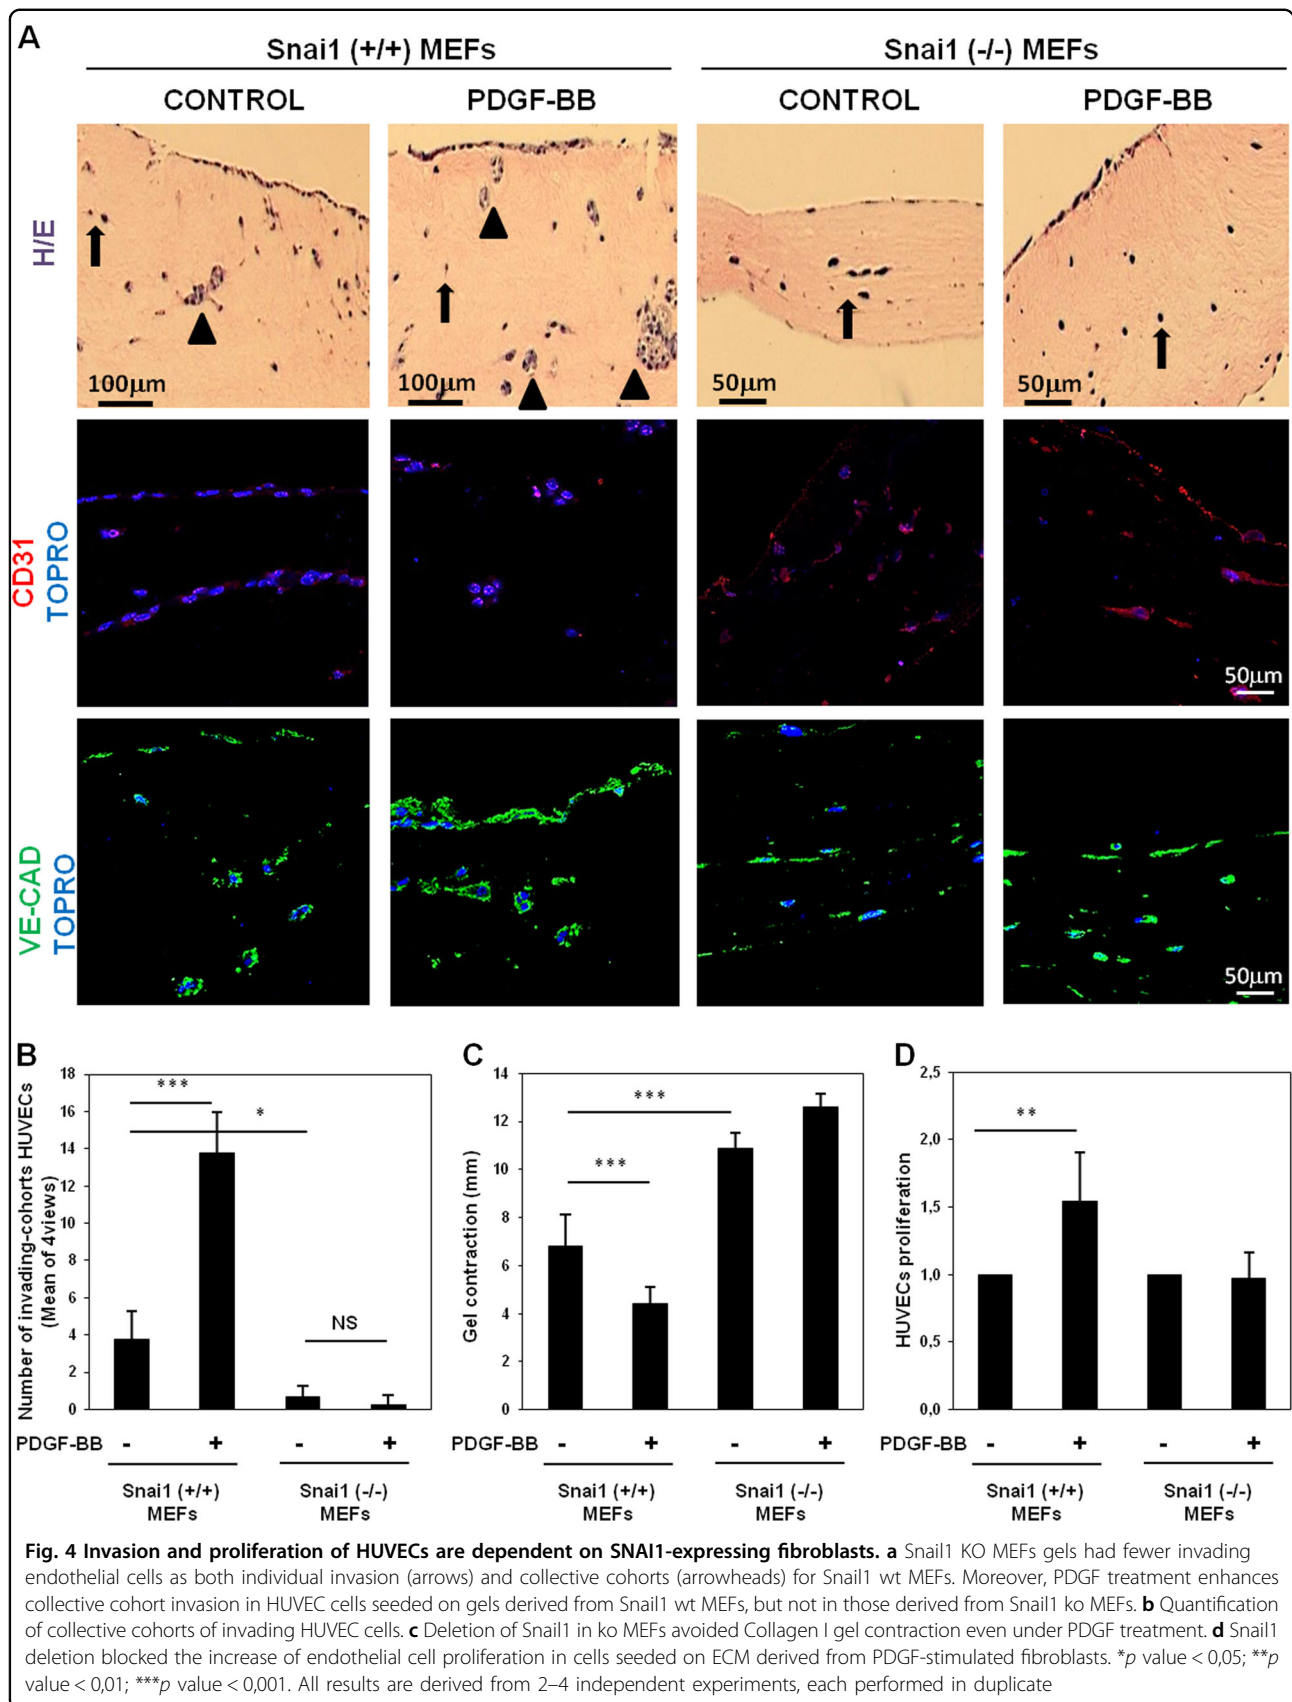 A
Snai1 (+/+) MEFs
Snai1 (-/-) MEFs
CONTROL
PDGF-BB
CONTROL
PDGF-BB
H/E
100µm
100µm
50µm
50µm
CD31
TOPRO
50µm
VE-CAD
TOPRO
50µm
B
Number of invading-cohorts HUVECs
(Mean of 4views)
18
16
14
12
10
8
6
4
2
0
***
*
NS
PDGF-BB - + - +
Snai1 (+/+)
MEFs
Snai1 (-/-)
MEFs
C
Gel contraction (mm)
14
12
10
8
6
4
2
0
***
***
PDGF-BB - + - +
Snai1 (+/+)
MEFs
Snai1 (-/-)
MEFs
D
HUVECs proliferation
2,5
2,0
1,5
1,0
0,5
0,0
**
PDGF-BB - + - +
Snai1 (+/+)
MEFs
Snai1 (-/-)
MEFs
Fig. 4 Invasion and proliferation of HUVECs are dependent on SNAI1-expressing fibroblasts. a Snail1 KO MEFs gels had fewer invading
endothelial cells as both individual invasion (arrows) and collective cohorts (arrowheads) for Snail1 wt MEFs. Moreover, PDGF treatment enhances
collective cohort invasion in HUVEC cells seeded on gels derived from Snail1 wt MEFs, but not in those derived from Snail1 ko MEFs. b Quantification
of collective cohorts of invading HUVEC cells. c Deletion of Snail1 in ko MEFs avoided Collagen I gel contraction even under PDGF treatment. d Snail1
deletion blocked the increase of endothelial cell proliferation in cells seeded on ECM derived from PDGF-stimulated fibroblasts. *p value < 0,05; **p
value < 0,01; ***p value < 0,001. All results are derived from 2–4 independent experiments, each performed in duplicate